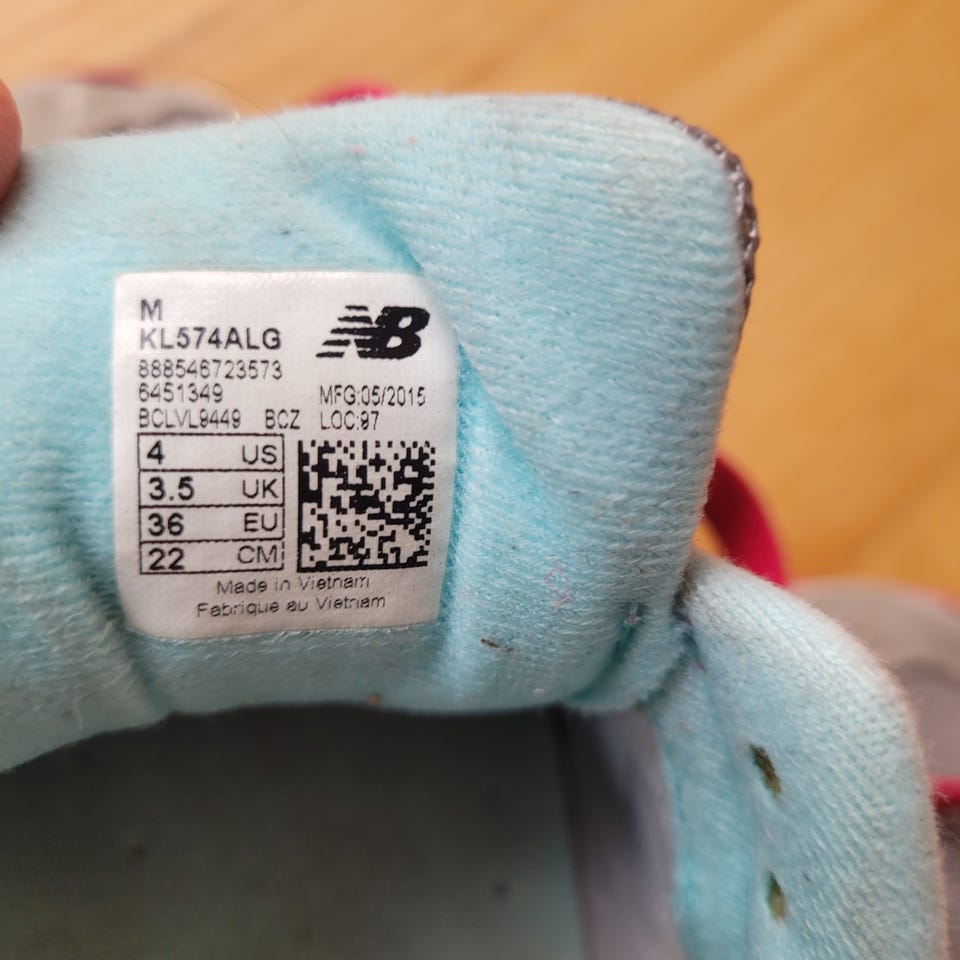 M
KL574ALG
NB
888546723573
6451349 MFG:05/2015
BCLVL9449 BCZ LOC:97
4 US
3.5 UK
36 EU
22 CM
Made in Vietnam
Fabrique au Vietnam